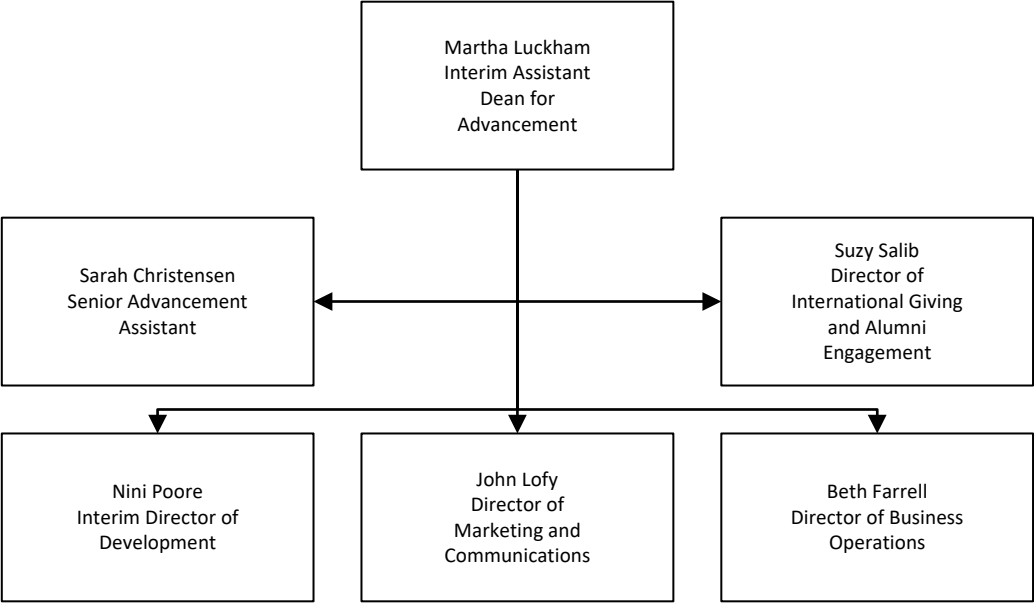 Martha Luckham
Interim Assistant
Dean for
Advancement
Sarah Christensen
Senior Advancement
Assistant
Suzy Salib
Director of
International Giving
and Alumni
Engagement
Nini Poore
Interim Director of
Development
John Lofy
Director of
Marketing and
Communications
Beth Farrell
Director of Business
Operations